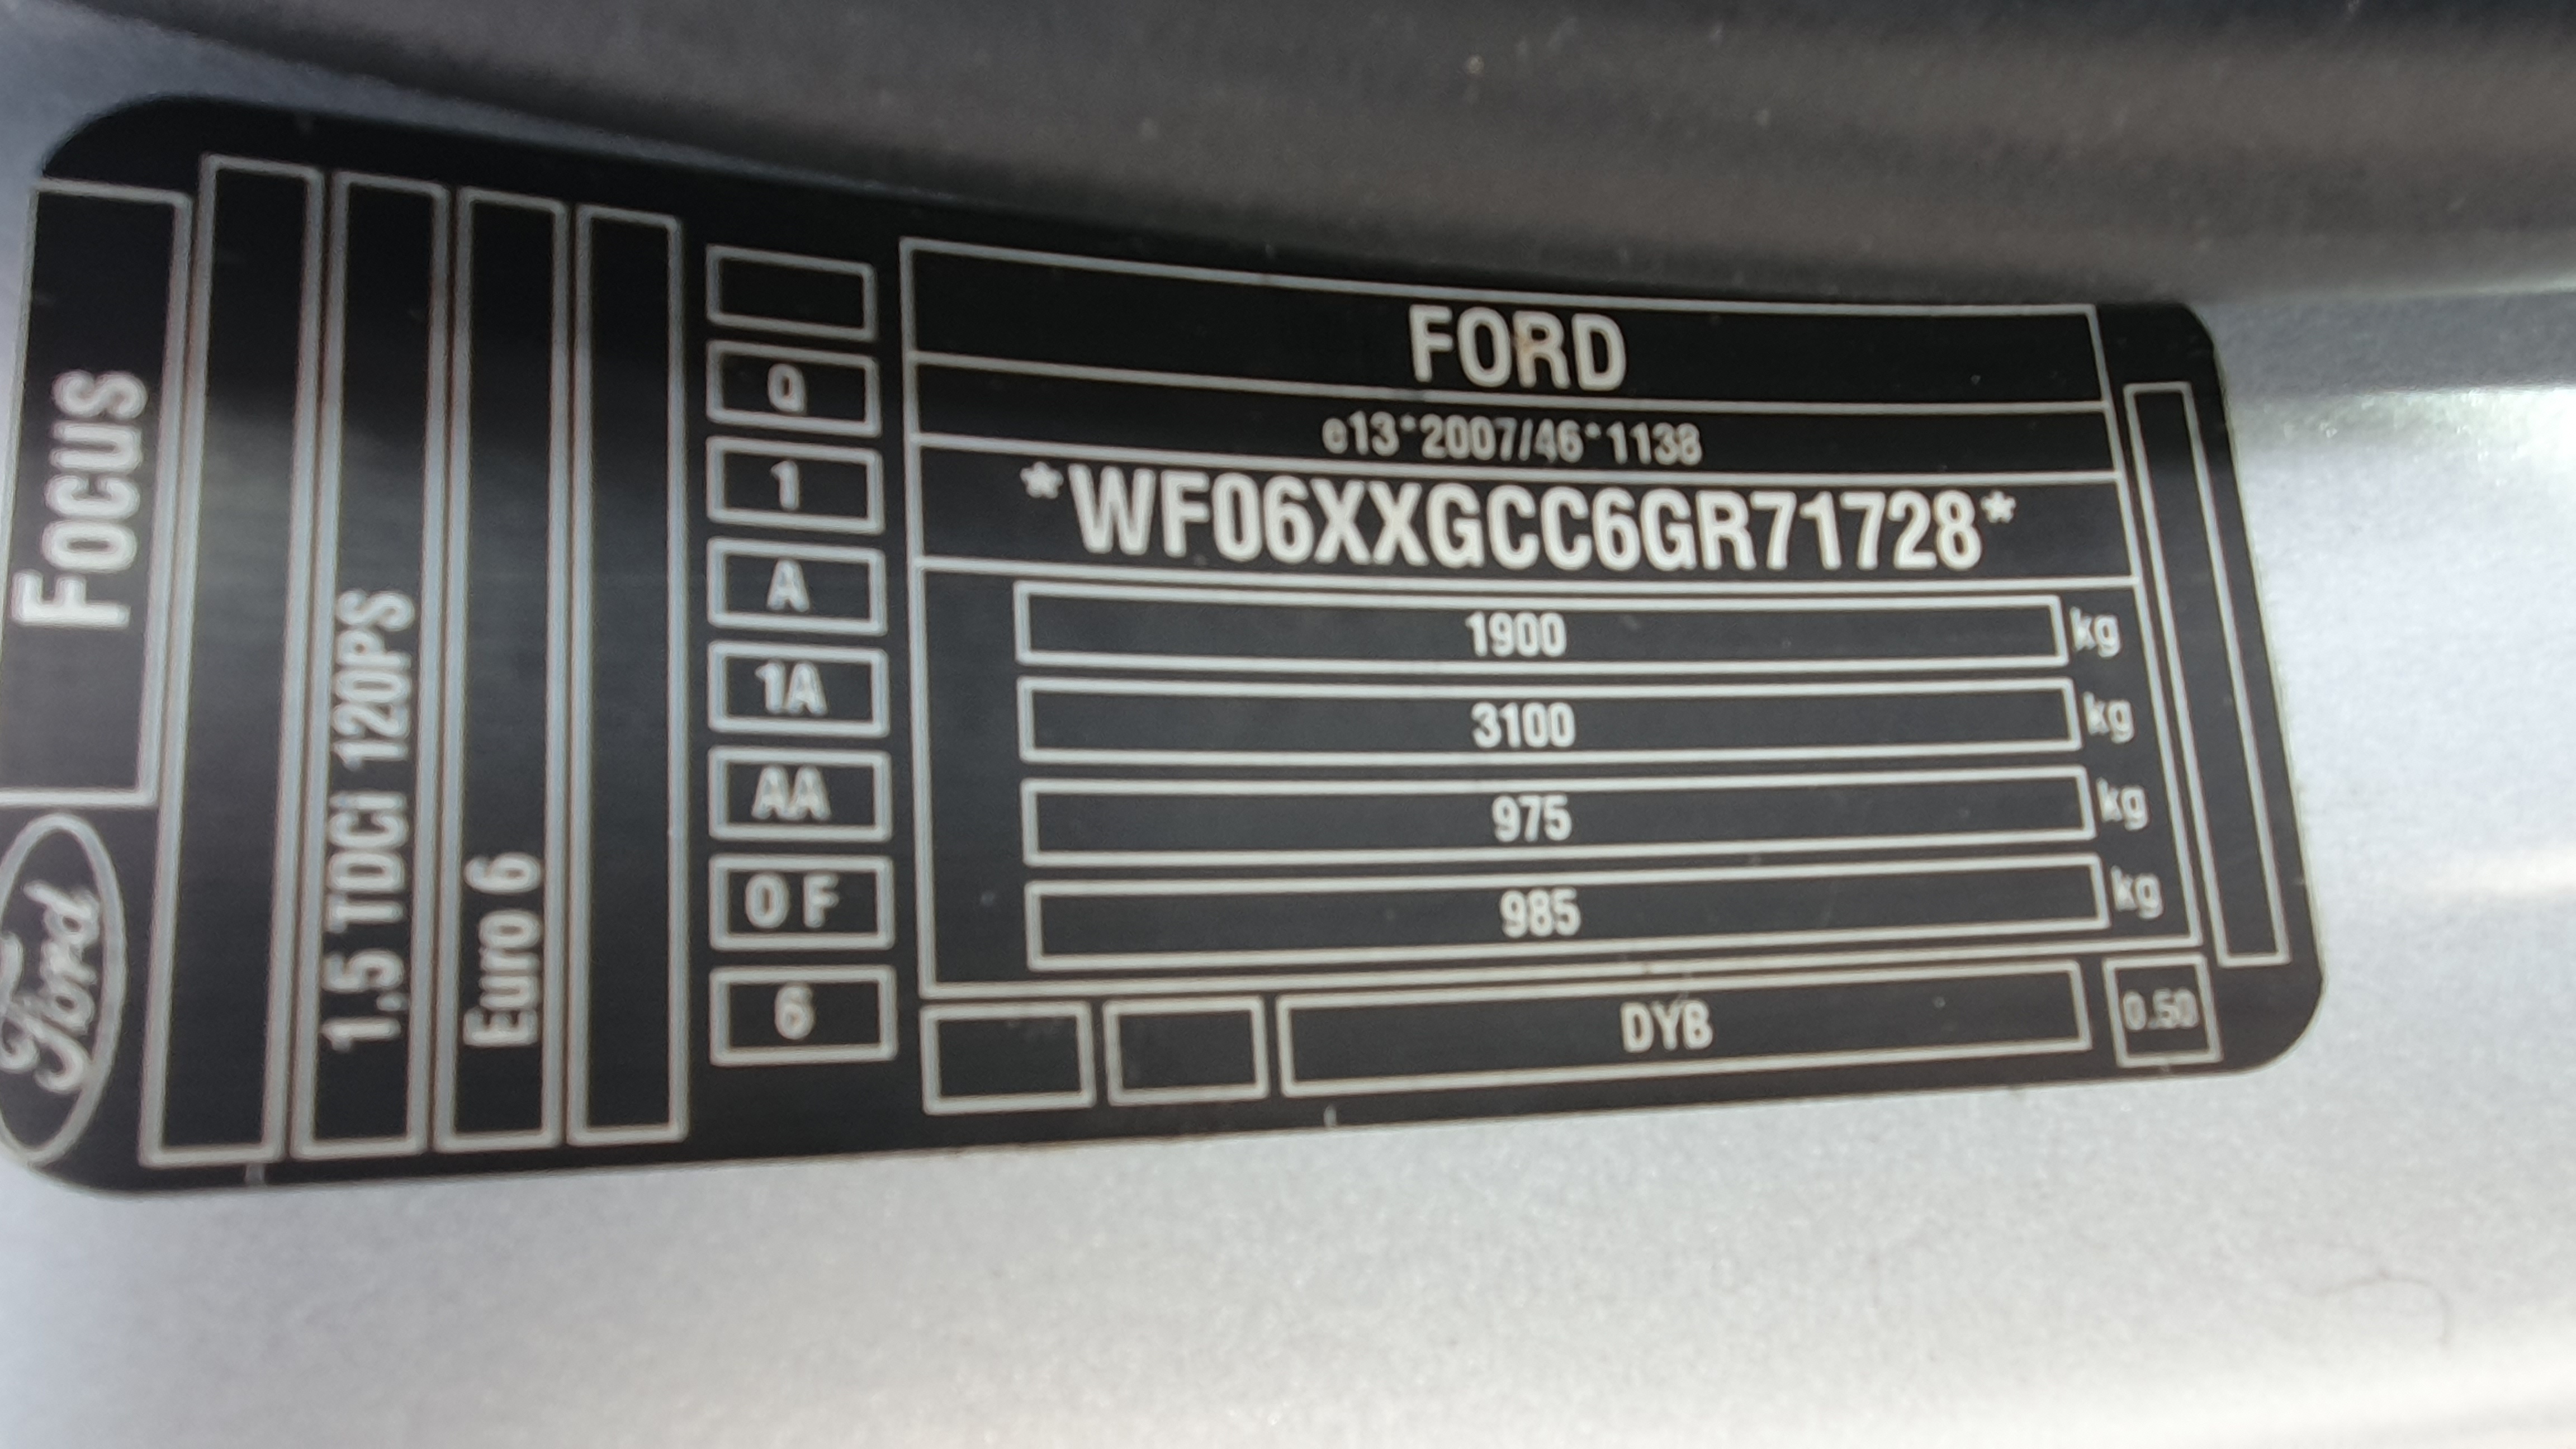 FOCUS
Ford
1,5 TDCi 120PS
Euro 6
Q
1
A
1A
AA
0 F
6
FORD
e13*2007/46*1138
*WF06XXGCC6GR71728*
1900 kg
3100 kg
975 kg
985 kg
DYB
0.50